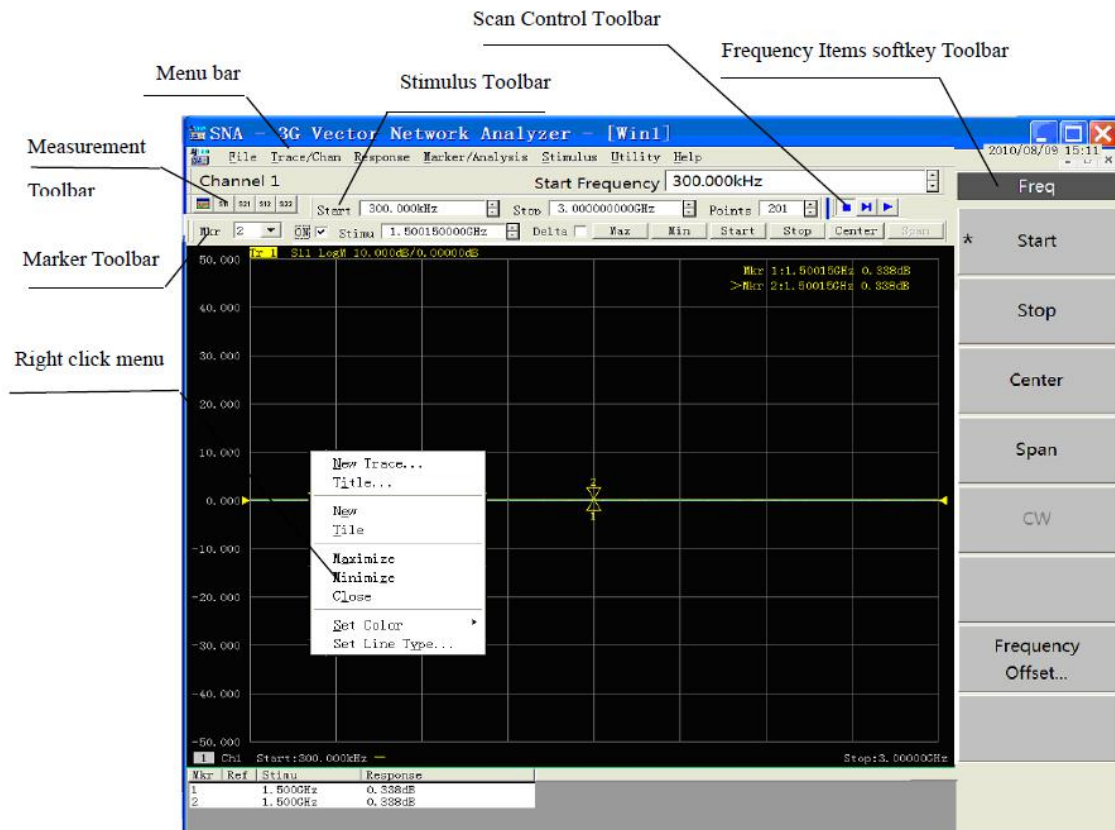 Scan Control Toolbar
Frequency Items softkey Toolbar
Menu bar
Stimulus Toolbar
Measurement
Toolbar
Marker Toolbar
Right click menu
SNA - 3G Vector Network Analyzer - [Win1]
2010/08/09 15:11
File Trace/Chan Response Marker/Analysis Stimulus Utility Help
Channel 1 Start Frequency 300.000kHz
Freq
S11 S21 S12 S22 Start 300.000kHz Stop 3.000000000GHz Points 201
Mkr 2 ON Stimu 1.500150000GHz Delta Max Min Start Stop Center Span
* Start
Stop
Center
Span
CW
Frequency
Offset...
Tr 1 S11 LogM 10.000dB/0.00000dB
Mkr 1:1.50015GHz 0.338dB
>Mkr 2:1.50015GHz 0.338dB
50.000
40.000
30.000
20.000
10.000
0.000
-10.000
-20.000
-30.000
-40.000
-50.000
2
1
New Trace...
Title...
New
Tile
Maximize
Minimize
Close
Set Color
Set Line Type...
1 Ch1 Start:300.000kHz Stop:3.00000GHz
Mkr Ref Stimu Response
1 1.500GHz 0.338dB
2 1.500GHz 0.338dB